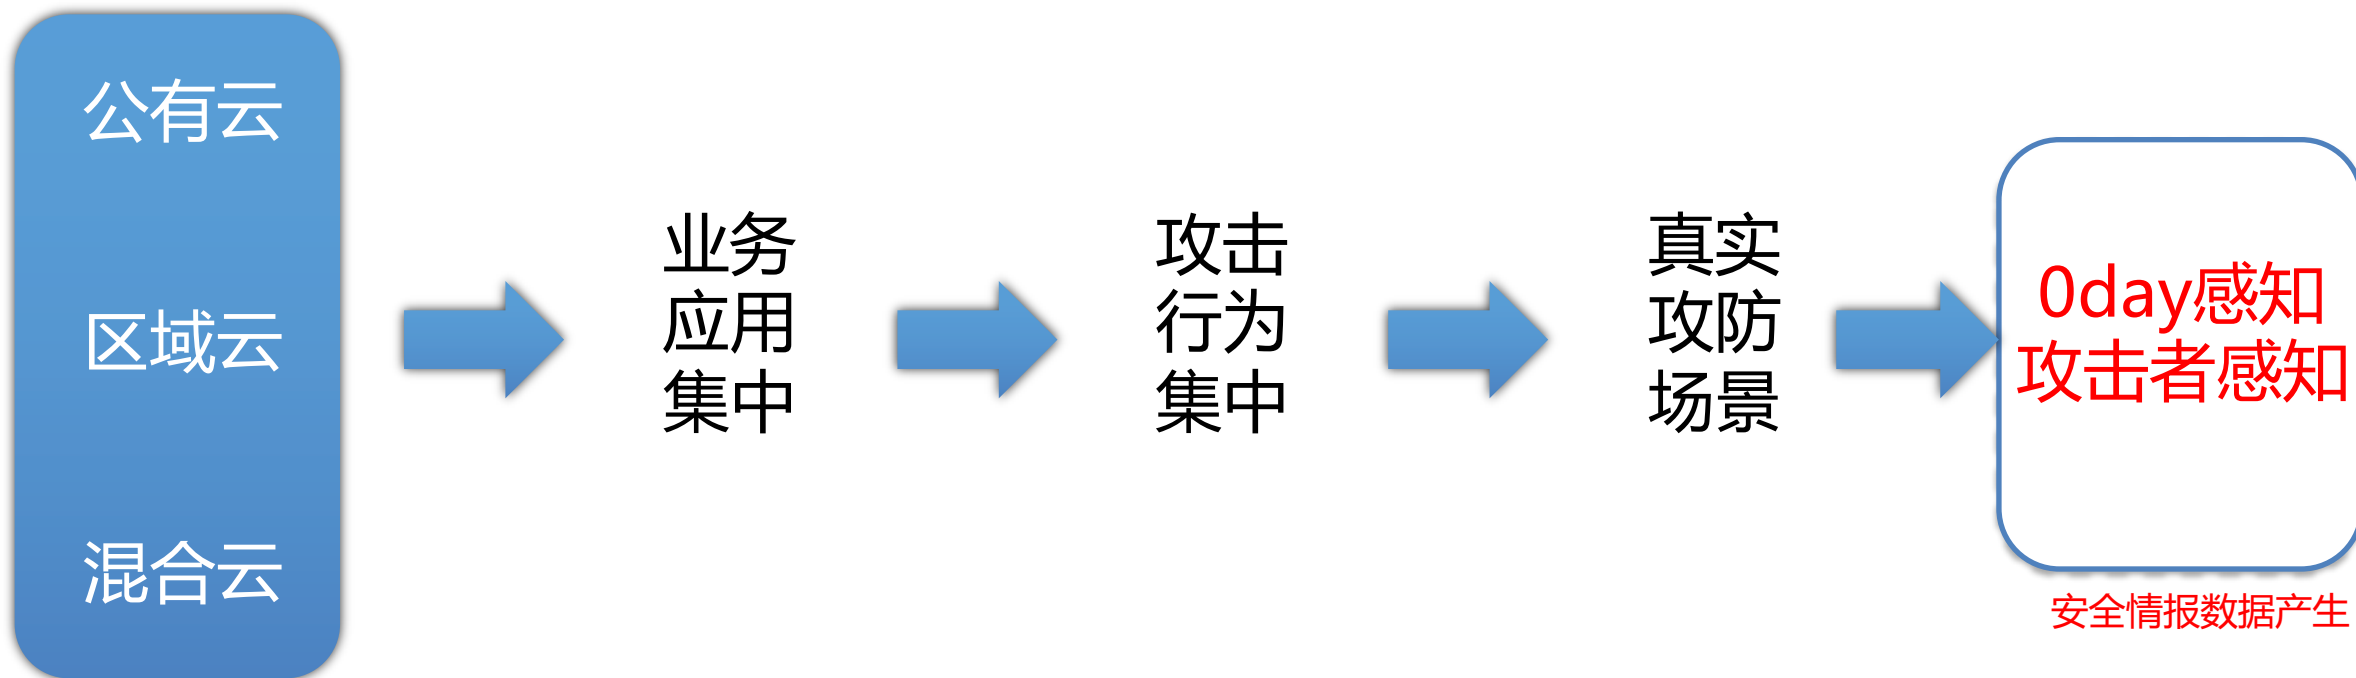 公有云
区域云
混合云
业务
应用
集中
攻击
行为
集中
真实
攻防
场景
0day感知
攻击者感知
安全情报数据产生